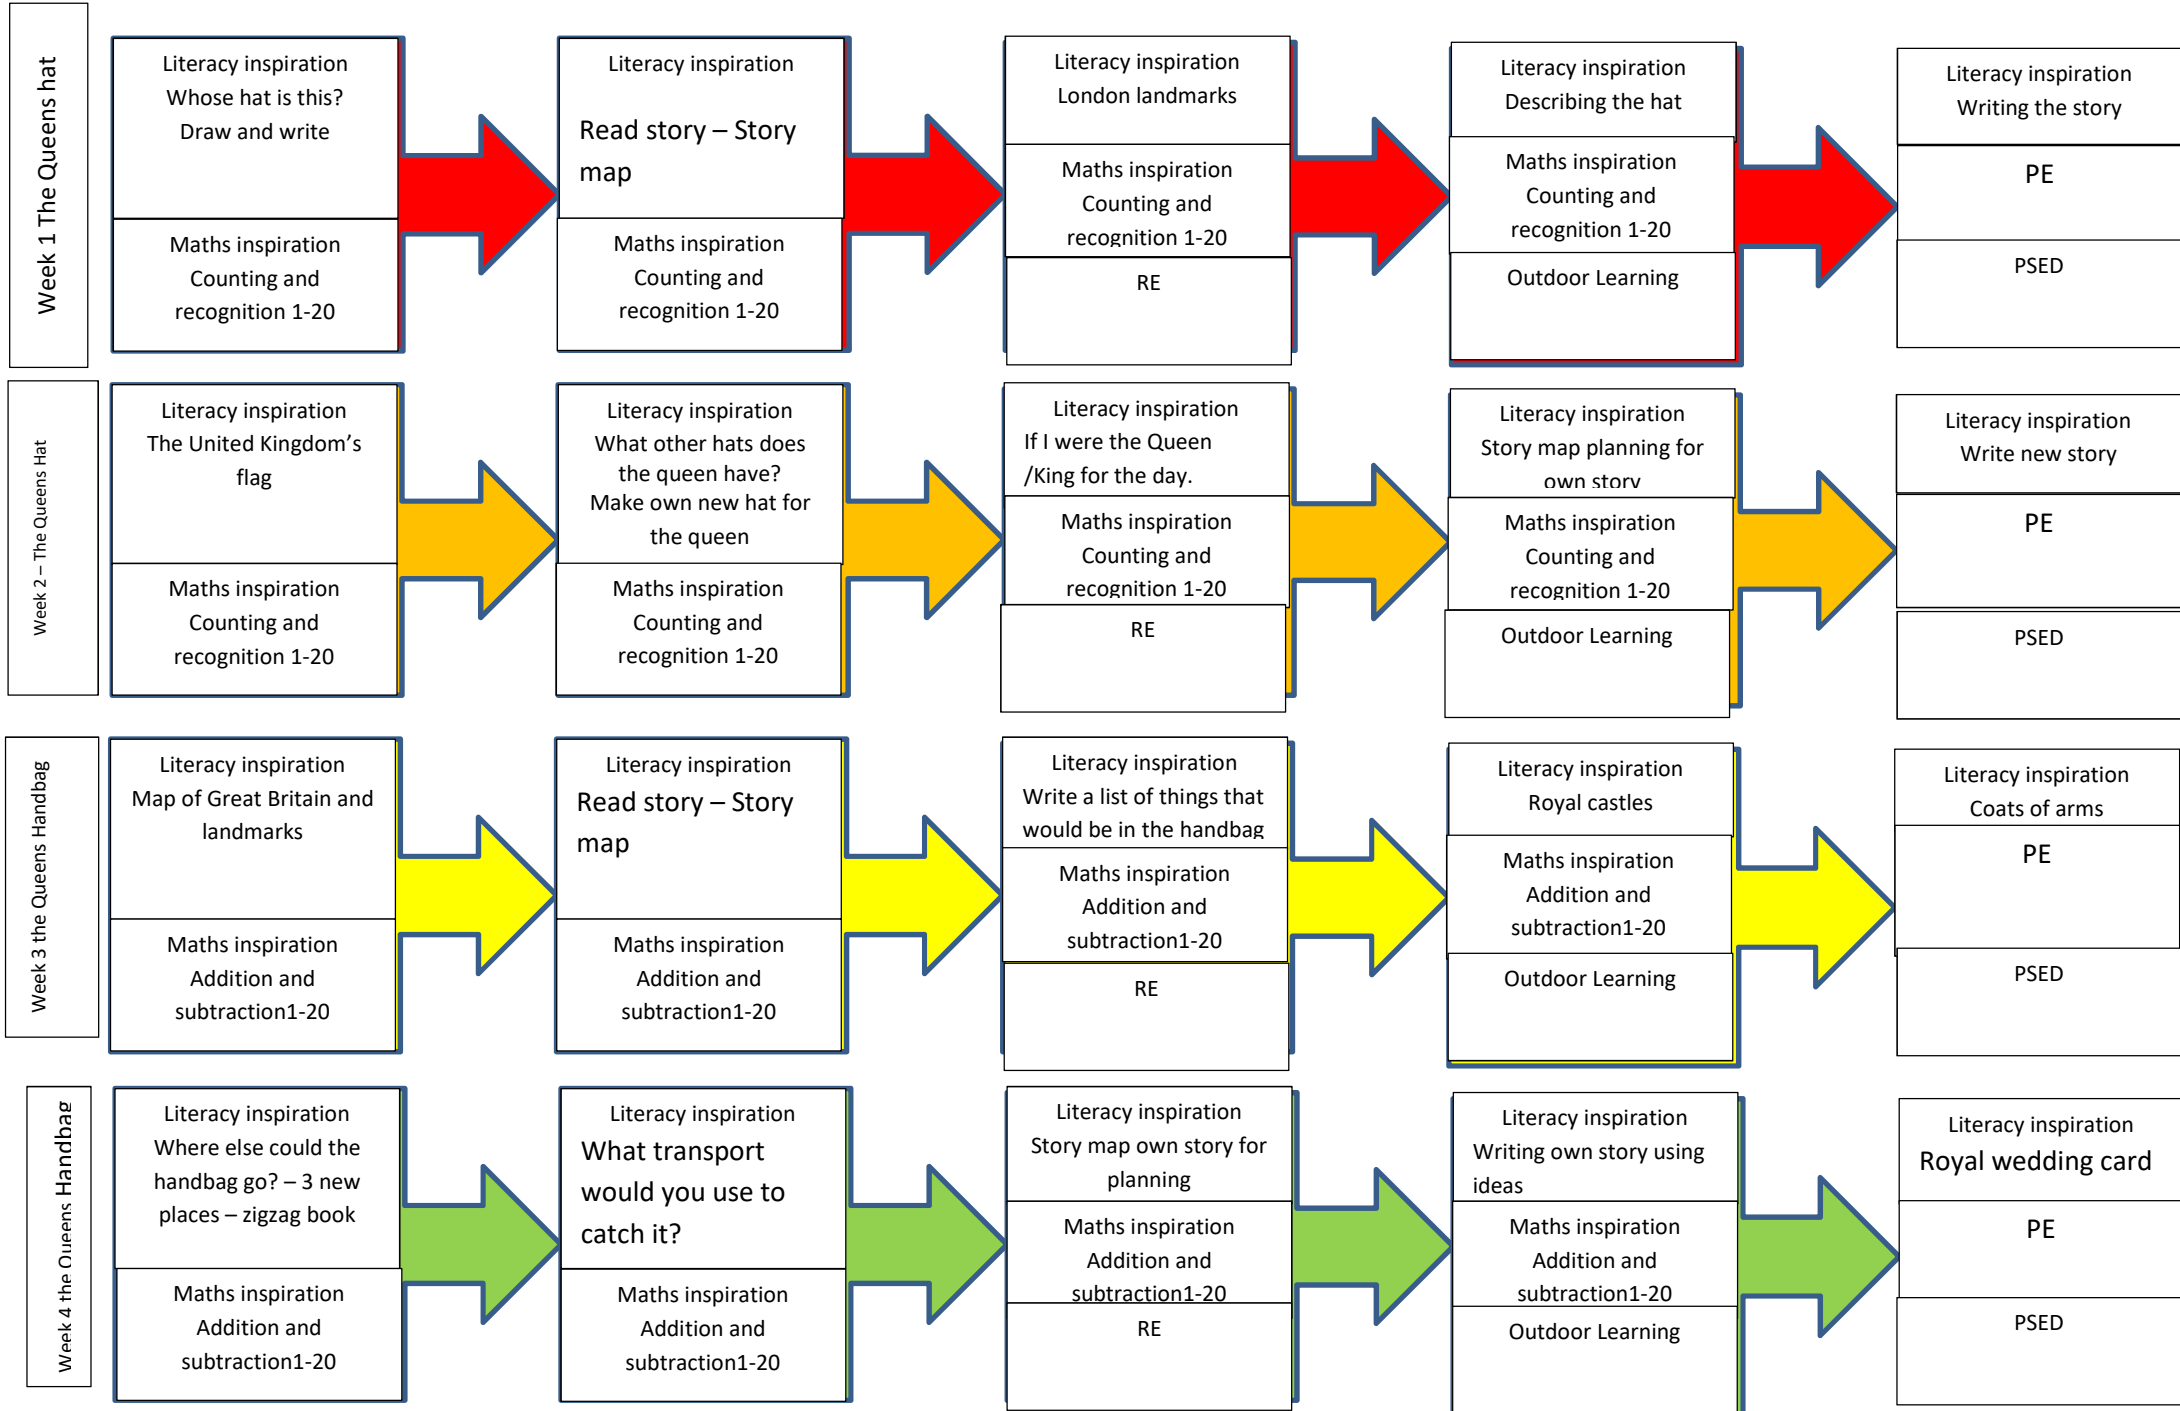 Week 1 The Queens hat
Literacy inspiration
Whose hat is this?
Draw and write
Maths inspiration
Counting and
recognition 1-20
Literacy inspiration
Read story – Story
map
Maths inspiration
Counting and
recognition 1-20
Literacy inspiration
London landmarks
Maths inspiration
Counting and
recognition 1-20
RE
Literacy inspiration
Describing the hat
Maths inspiration
Counting and
recognition 1-20
Outdoor Learning
Literacy inspiration
Writing the story
PE
PSED
Week 2 – The Queens Hat
Literacy inspiration
The United Kingdom’s
flag
Maths inspiration
Counting and
recognition 1-20
Literacy inspiration
What other hats does
the queen have?
Make own new hat for
the queen
Maths inspiration
Counting and
recognition 1-20
Literacy inspiration
If I were the Queen
/King for the day.
Maths inspiration
Counting and
recognition 1-20
RE
Literacy inspiration
Story map planning for
own story
Maths inspiration
Counting and
recognition 1-20
Outdoor Learning
Literacy inspiration
Write new story
PE
PSED
Week 3 the Queens Handbag
Literacy inspiration
Map of Great Britain and
landmarks
Maths inspiration
Addition and
subtraction1-20
Literacy inspiration
Read story – Story
map
Maths inspiration
Addition and
subtraction1-20
Literacy inspiration
Write a list of things that
would be in the handbag
Maths inspiration
Addition and
subtraction1-20
RE
Literacy inspiration
Royal castles
Maths inspiration
Addition and
subtraction1-20
Outdoor Learning
Literacy inspiration
Coats of arms
PE
PSED
Week 4 the Queens Handbag
Literacy inspiration
Where else could the
handbag go? – 3 new
places – zigzag book
Maths inspiration
Addition and
subtraction1-20
Literacy inspiration
What transport
would you use to
catch it?
Maths inspiration
Addition and
subtraction1-20
Literacy inspiration
Story map own story for
planning
Maths inspiration
Addition and
subtraction1-20
RE
Literacy inspiration
Writing own story using
ideas
Maths inspiration
Addition and
subtraction1-20
Outdoor Learning
Literacy inspiration
Royal wedding card
PE
PSED